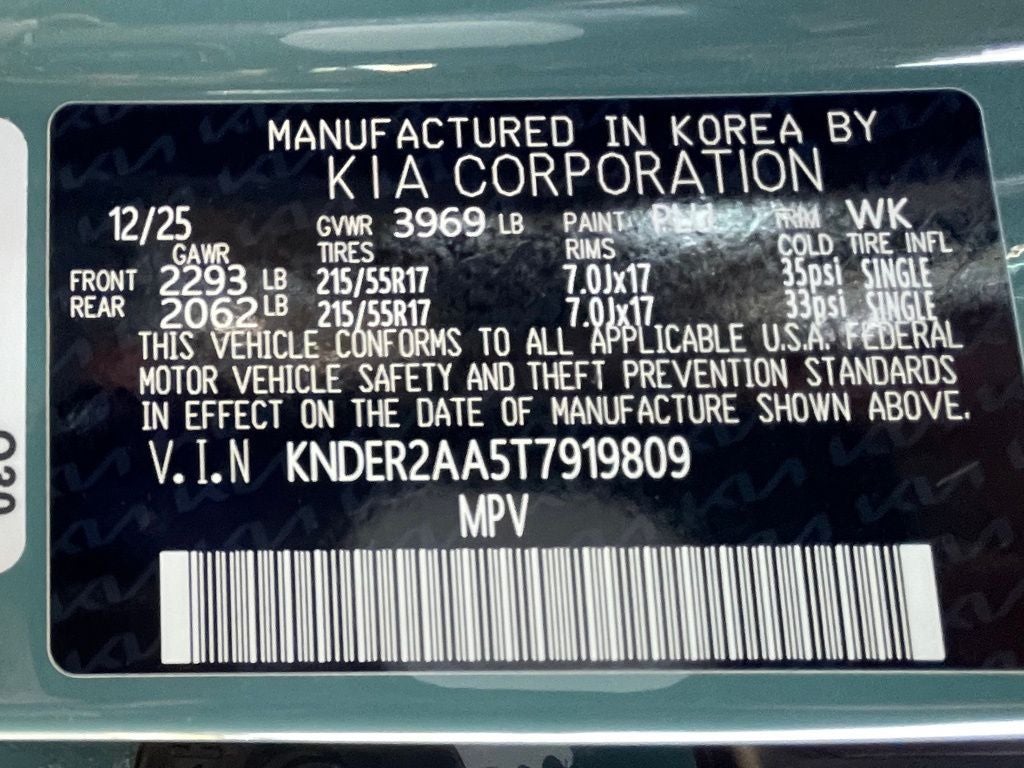 MANUFACTURED IN KOREA BY
KIA CORPORATION
12/25 GVWR 3969 LB PAINT: TRIM WK
GAWR TIRES RIMS COLD TIRE INFL
FRONT 2293 LB 215/55R17 7.0Jx17 35psi SINGLE
REAR 2062 LB 215/55R17 7.0Jx17 33psi SINGLE
THIS VEHICLE CONFORMS TO ALL APPLICABLE U.S.A. FEDERAL
MOTOR VEHICLE SAFETY AND THEFT PREVENTION STANDARDS
IN EFFECT ON THE DATE OF MANUFACTURE SHOWN ABOVE.
V.I.N KNDER2AA5T7919809
MPV